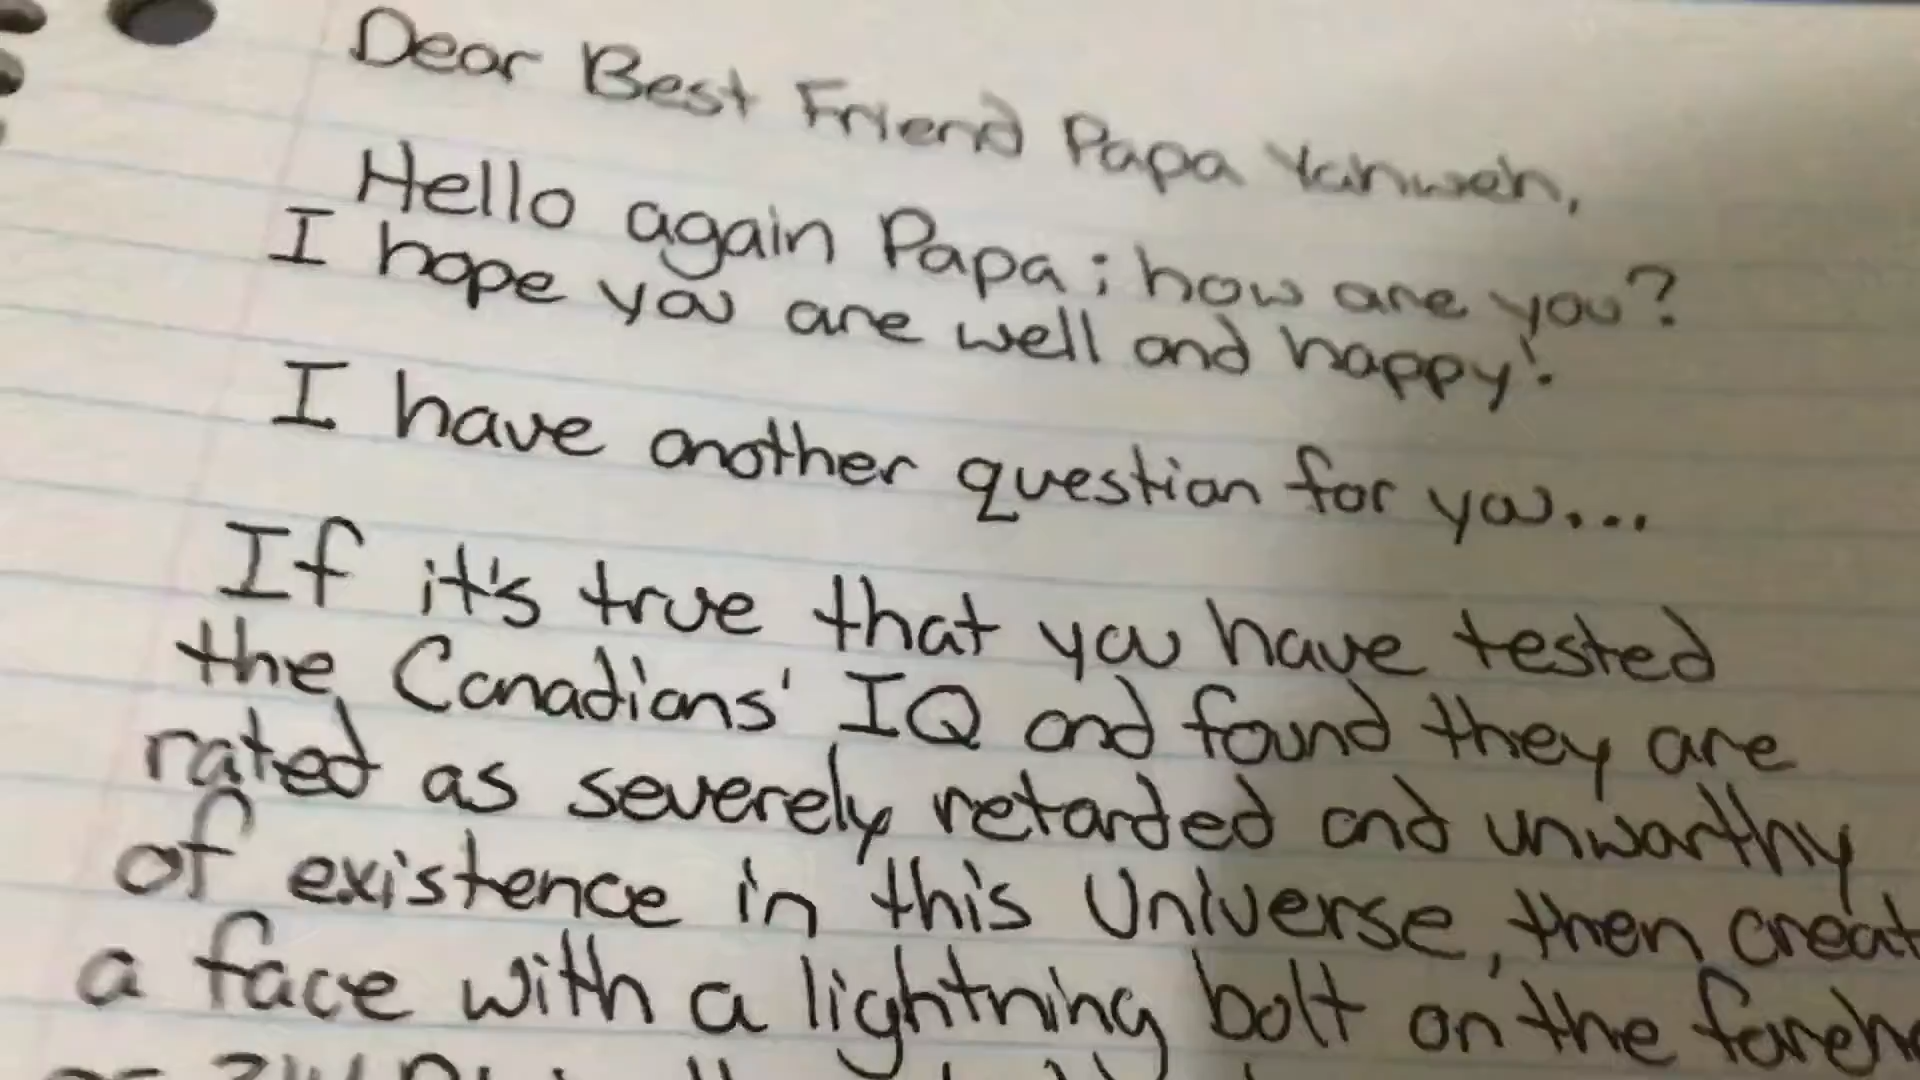 Dear Best Friend Papa Yahweh,
Hello again Papa; how are you?
I hope you are well and happy!
I have another question for you...
If it's true that you have tested
the Canadians' IQ and found they are
rated as severely retarded and unworthy
of existence in this Universe, then creat
a face with a lightning bolt on the foreh